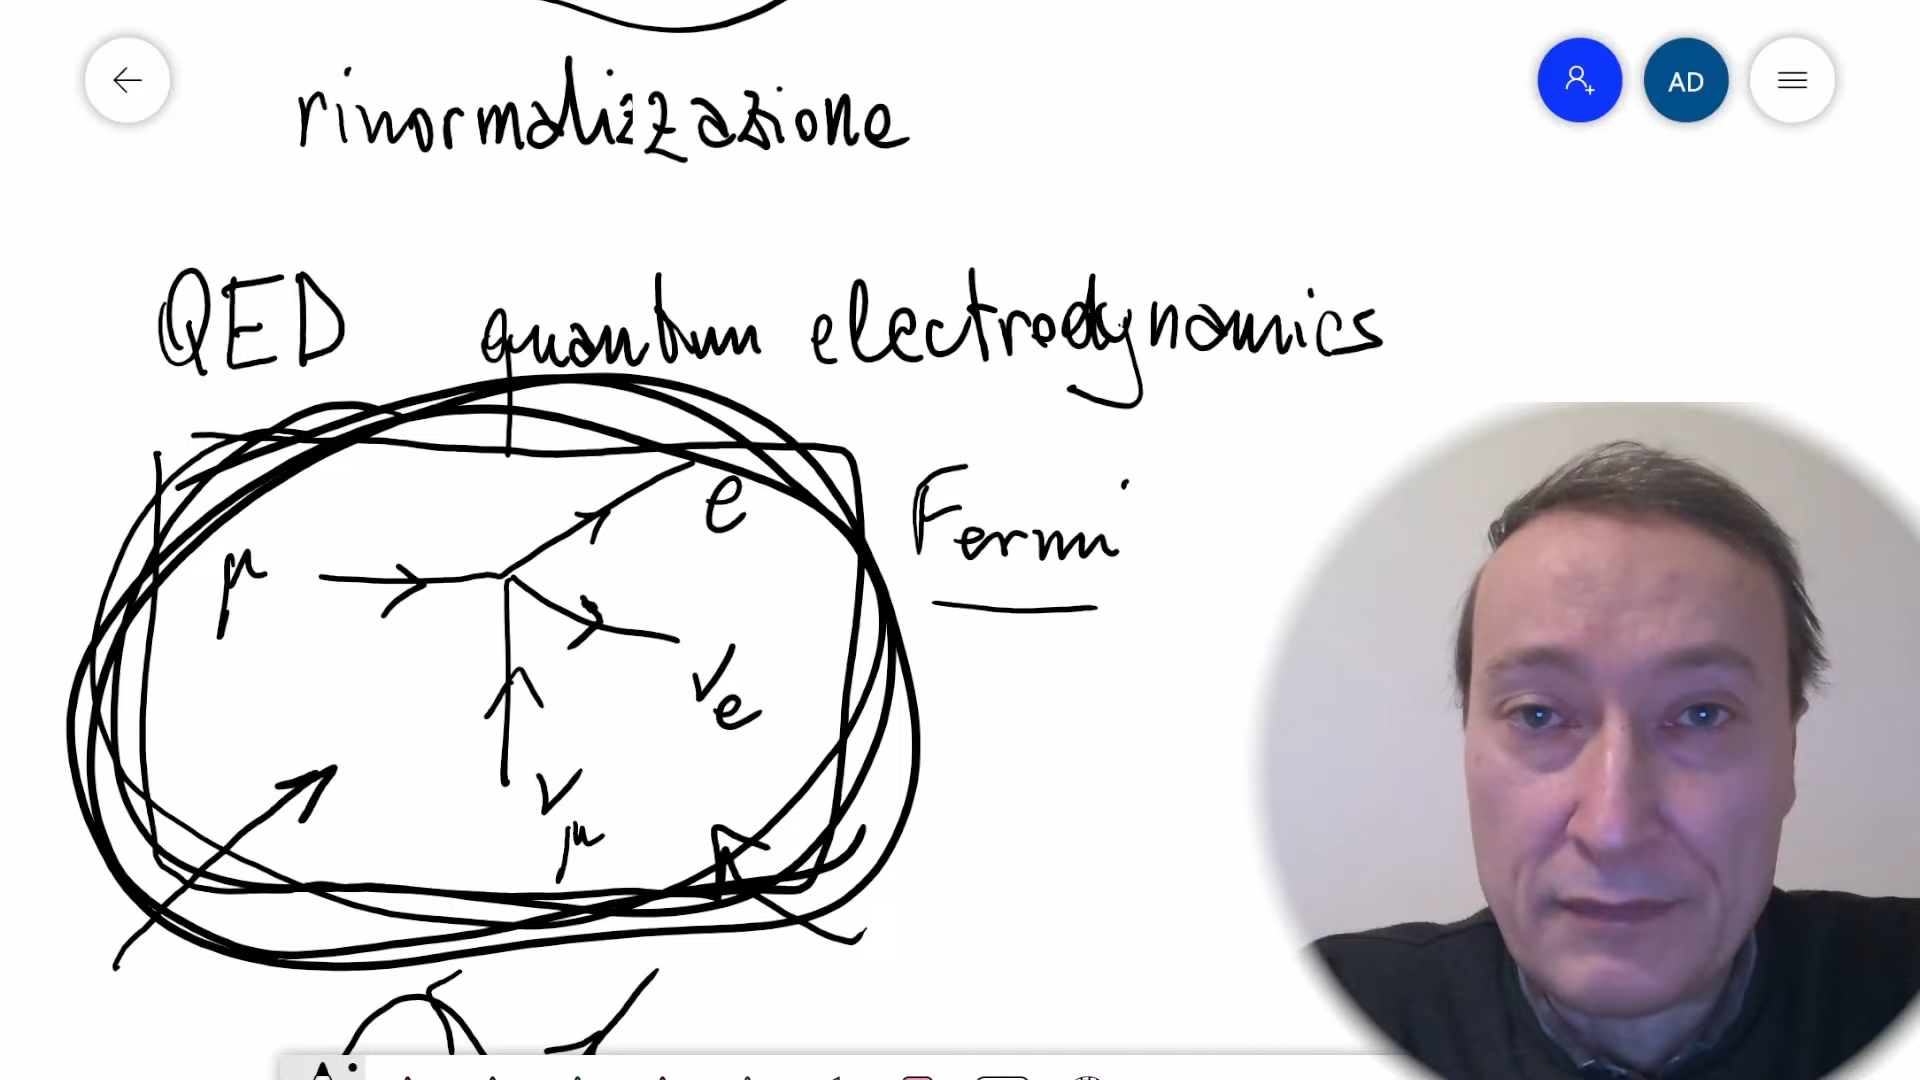 rinormalizzazione
AD
QED quantum electrodynamics
e
Fermi
μ
νe
νμ